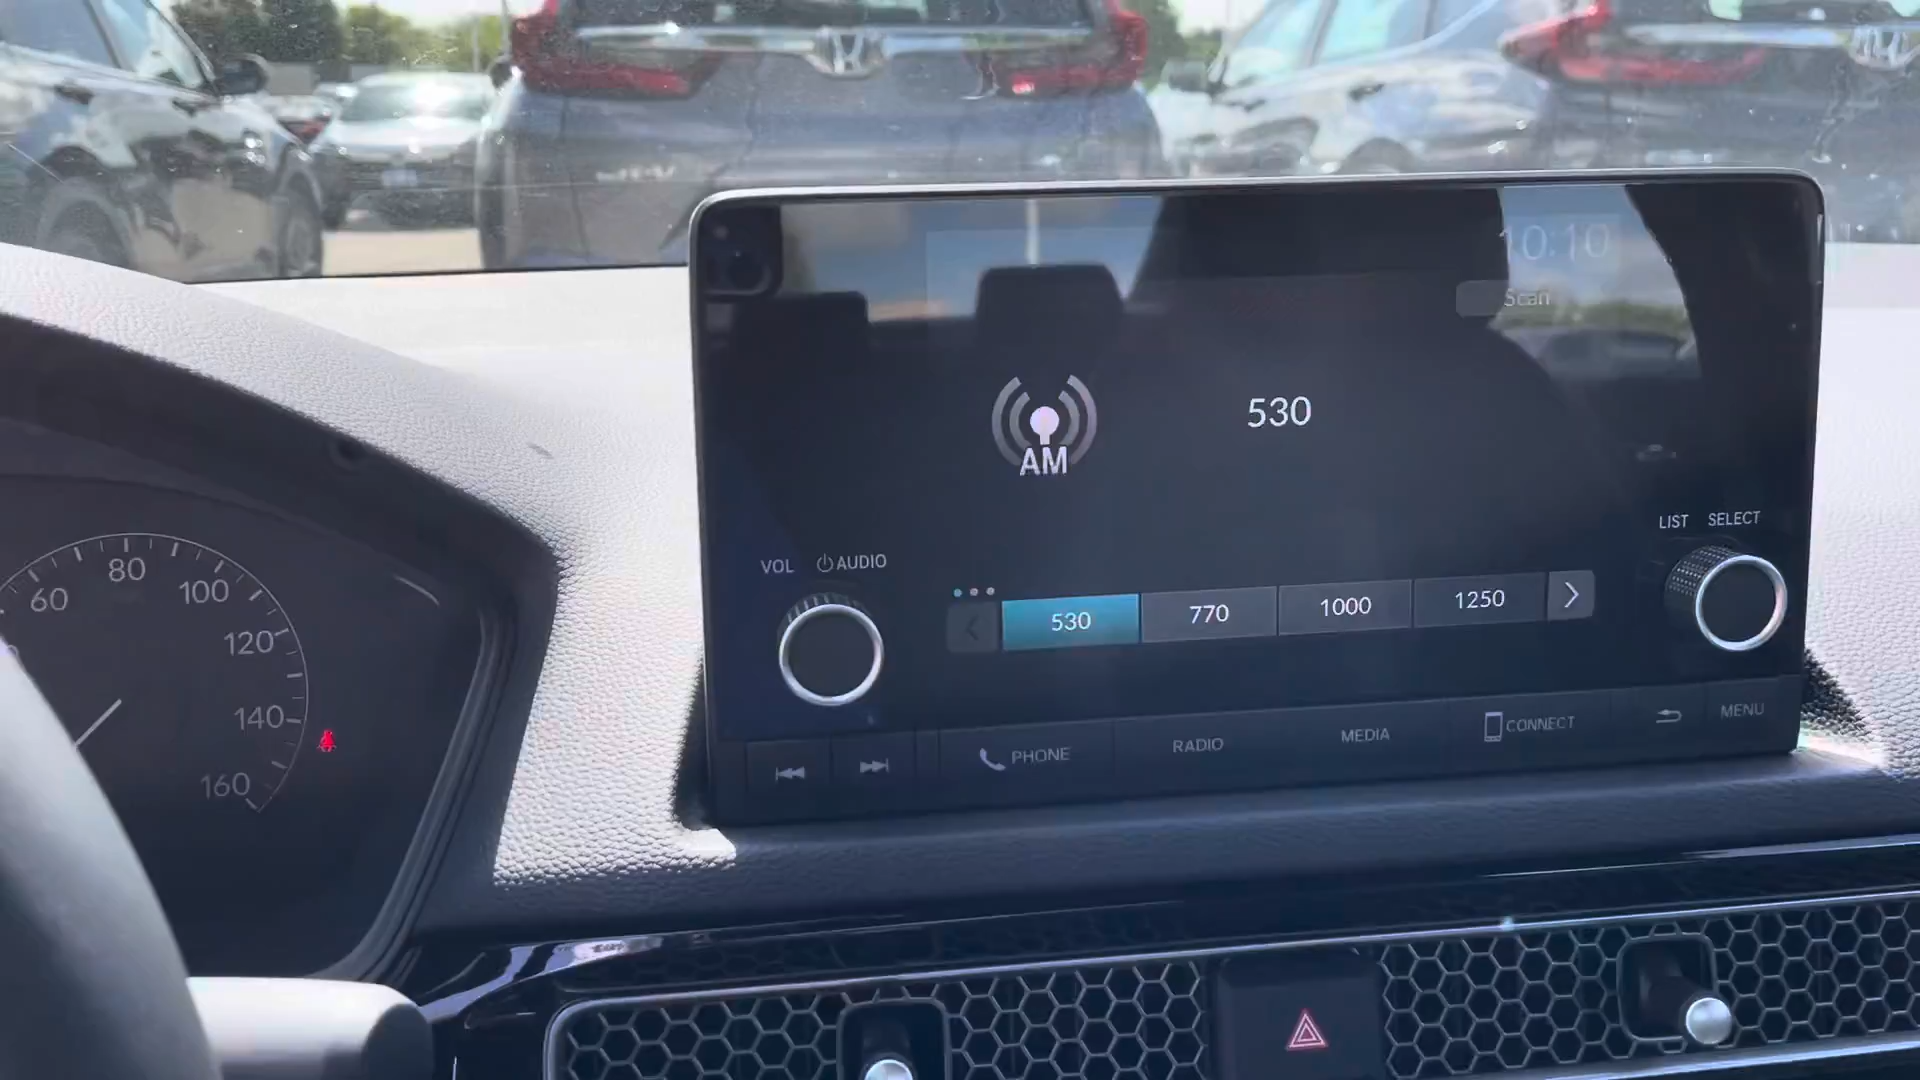 10:10
Scan
530
AM
LIST SELECT
VOL AUDIO
530 770 1000 1250
PHONE RADIO MEDIA CONNECT MENU
60 80 100 120 140 160